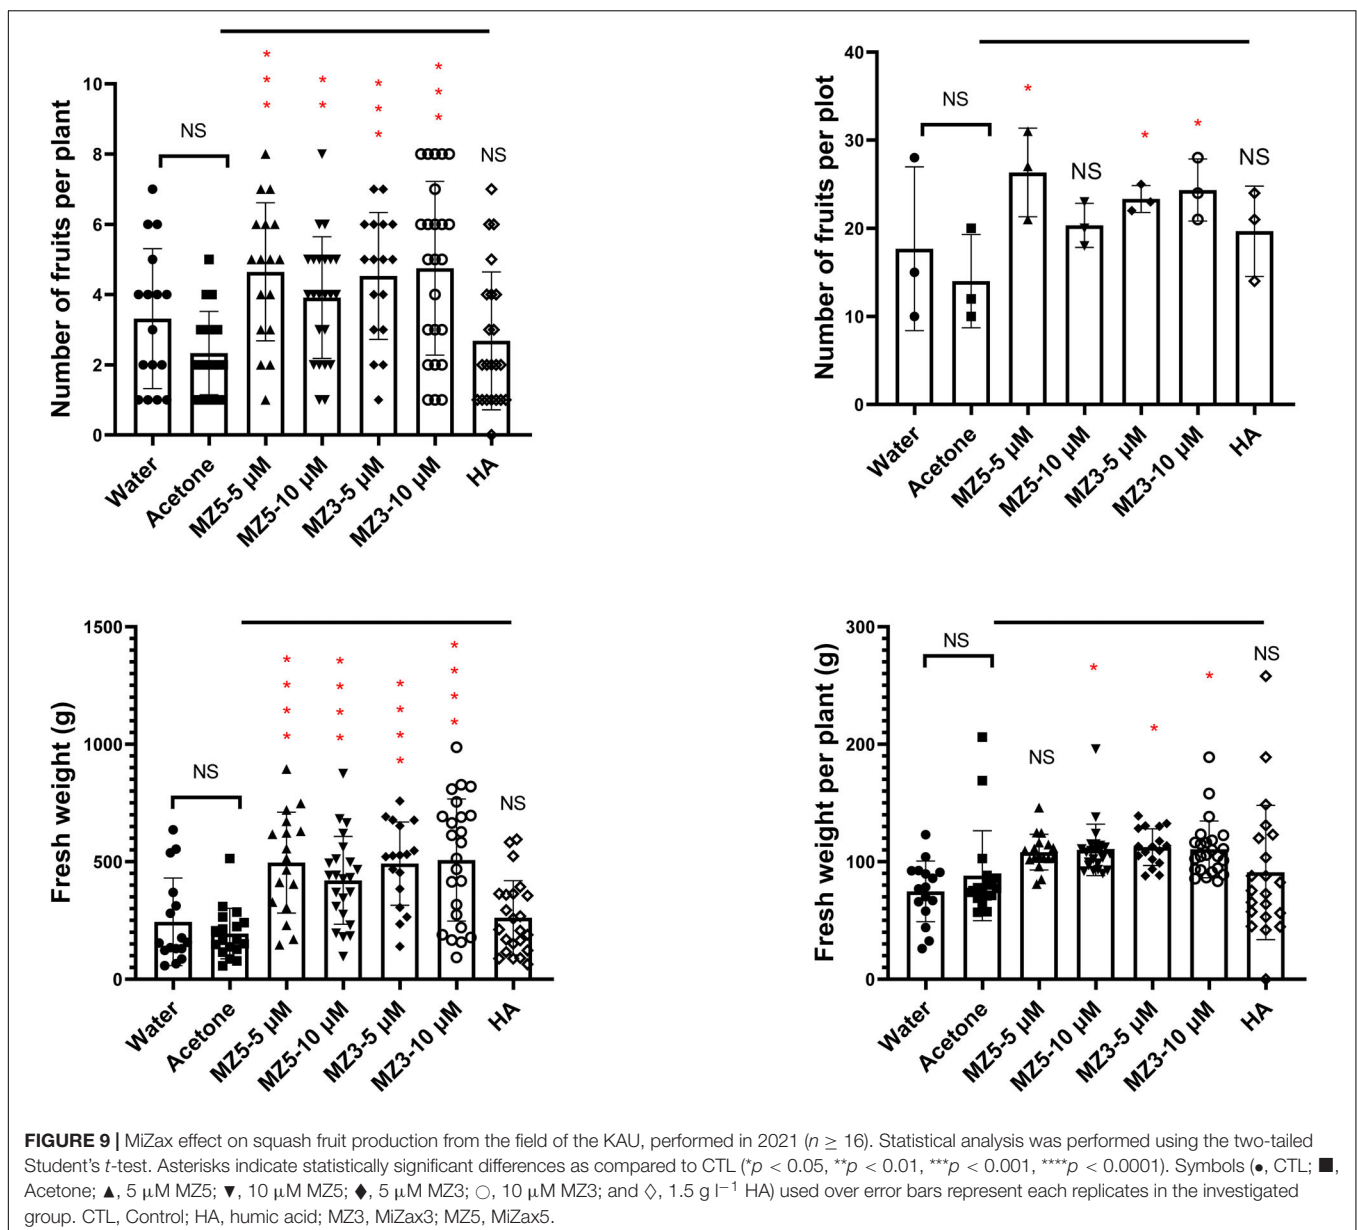 Number of fruits per plant
10
8
6
4
2
0
NS
* * *
* *
* * *
* * *
NS
Water
Acetone
MZ5-5 µM
MZ5-10 µM
MZ3-5 µM
MZ3-10 µM
HA
Number of fruits per plot
40
30
20
10
0
NS
*
NS
*
*
NS
Water
Acetone
MZ5-5 µM
MZ5-10 µM
MZ3-5 µM
MZ3-10 µM
HA
Fresh weight (g)
1500
1000
500
0
NS
* * * *
* * * *
* * * *
* * * *
NS
Water
Acetone
MZ5-5 µM
MZ5-10 µM
MZ3-5 µM
MZ3-10 µM
HA
Fresh weight per plant (g)
300
200
100
0
NS
NS
*
*
*
NS
Water
Acetone
MZ5-5 µM
MZ5-10 µM
MZ3-5 µM
MZ3-10 µM
HA
FIGURE 9 | MiZax effect on squash fruit production from the field of the KAU, performed in 2021 (n ≥ 16). Statistical analysis was performed using the two-tailed
Student's t-test. Asterisks indicate statistically significant differences as compared to CTL (*p < 0.05, **p < 0.01, ***p < 0.001, ****p < 0.0001). Symbols (●, CTL; ■,
Acetone; ▲, 5 µM MZ5; ▼, 10 µM MZ5; ◆, 5 µM MZ3; ○, 10 µM MZ3; and ◇, 1.5 g l⁻¹ HA) used over error bars represent each replicates in the investigated
group. CTL, Control; HA, humic acid; MZ3, MiZax3; MZ5, MiZax5.